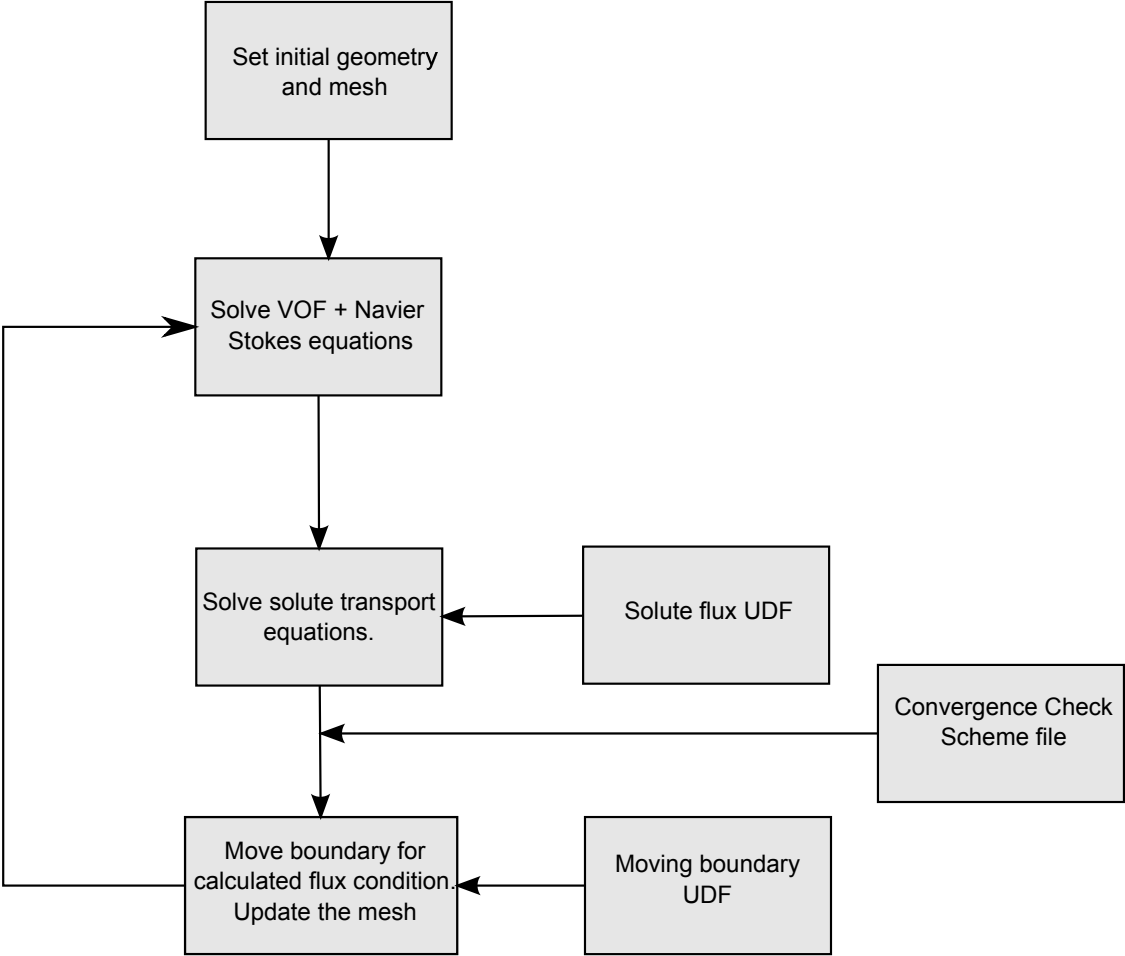 Set initial geometry
and mesh
Solve VOF + Navier
Stokes equations
Solve solute transport
equations.
Solute flux UDF
Convergence Check
Scheme file
Move boundary for
calculated flux condition.
Update the mesh
Moving boundary
UDF